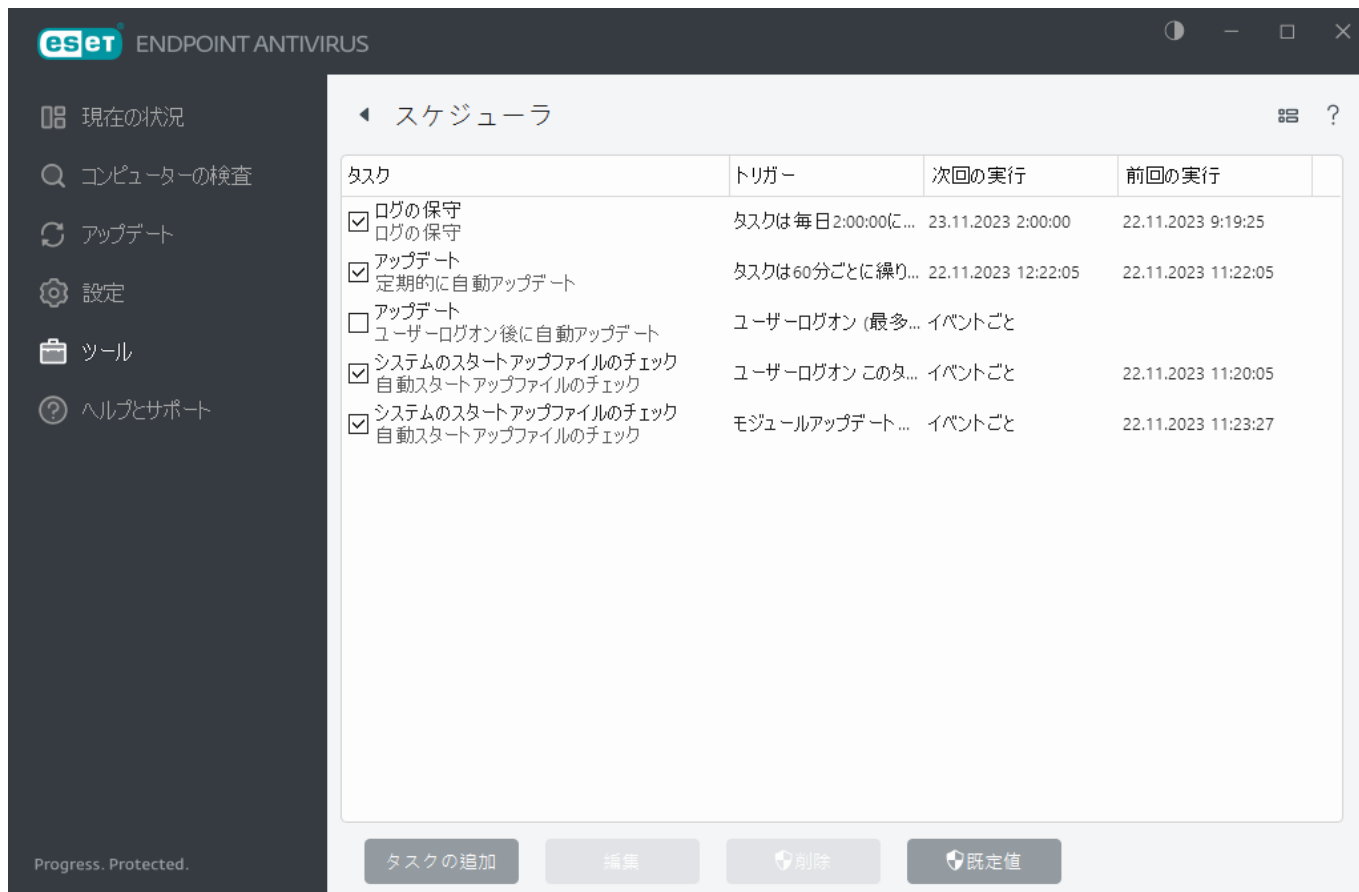 eset ENDPOINT ANTIVIRUS
現在の状況
コンピューターの検査
アップデート
設定
ツール
ヘルプとサポート
Progress. Protected.
スケジューラ
?
タスク トリガー 次回の実行 前回の実行
ログの保守
ログの保守
タスクは毎日2:00:00に... 23.11.2023 2:00:00 22.11.2023 9:19:25
アップデート
定期的に自動アップデート
タスクは60分ごとに繰り... 22.11.2023 12:22:05 22.11.2023 11:22:05
アップデート
ユーザーログオン後に自動アップデート
ユーザーログオン (最多... イベントごと
システムのスタートアップファイルのチェック
自動スタートアップファイルのチェック
ユーザーログオン このタ... イベントごと 22.11.2023 11:20:05
システムのスタートアップファイルのチェック
自動スタートアップファイルのチェック
モジュールアップデート... イベントごと 22.11.2023 11:23:27
タスクの追加 編集 削除 既定値